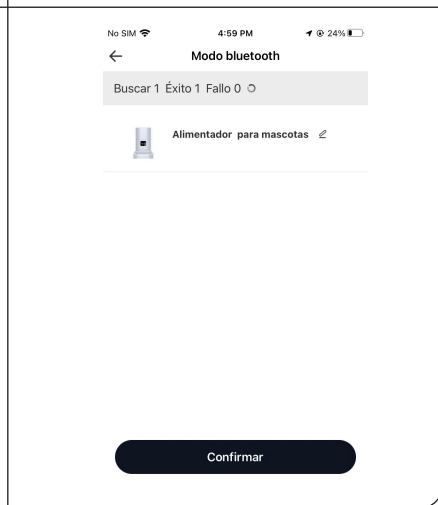 No SIM 4:59 PM 24%
Modo bluetooth
Buscar 1 Éxito 1 Fallo 0
Alimentador para mascotas
Confirmar